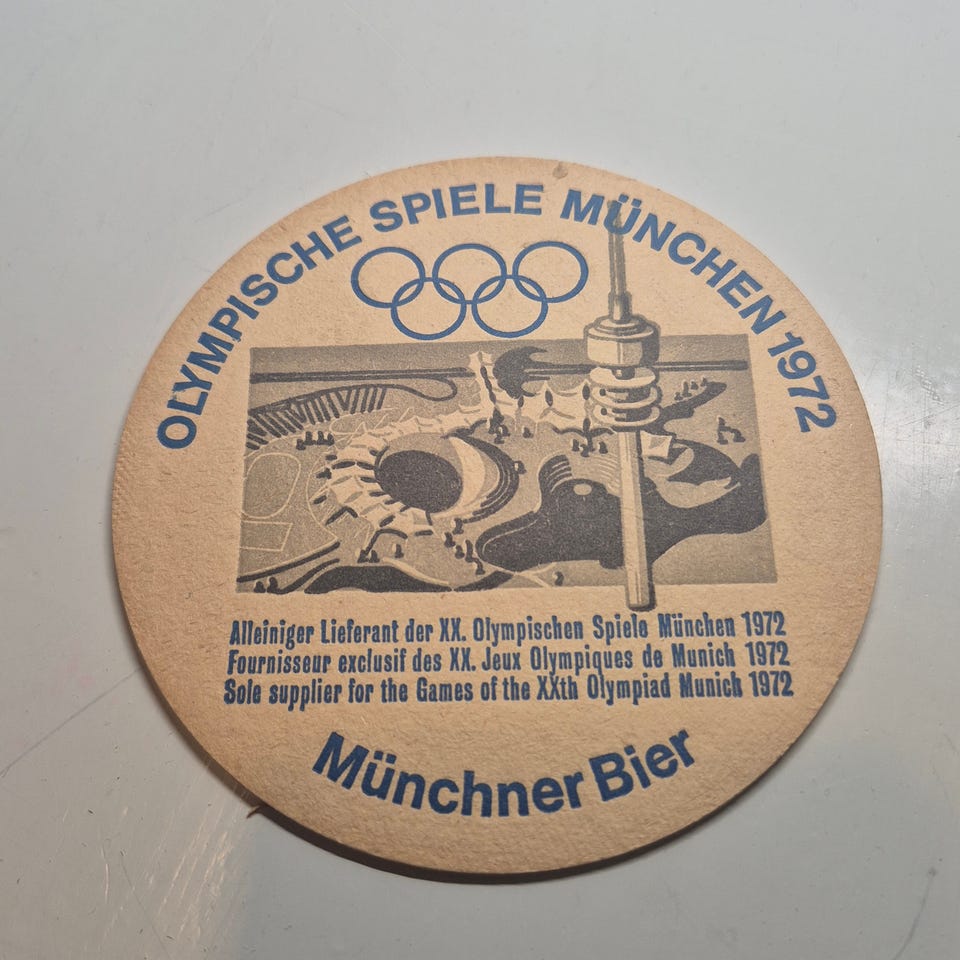 OLYMPISCHE SPIELE MÜNCHEN 1972
Alleiniger Lieferant der XX. Olympischen Spiele München 1972
Fournisseur exclusif des XX. Jeux Olympiques de Munich 1972
Sole supplier for the Games of the XXth Olympiad Munich 1972
Münchner Bier